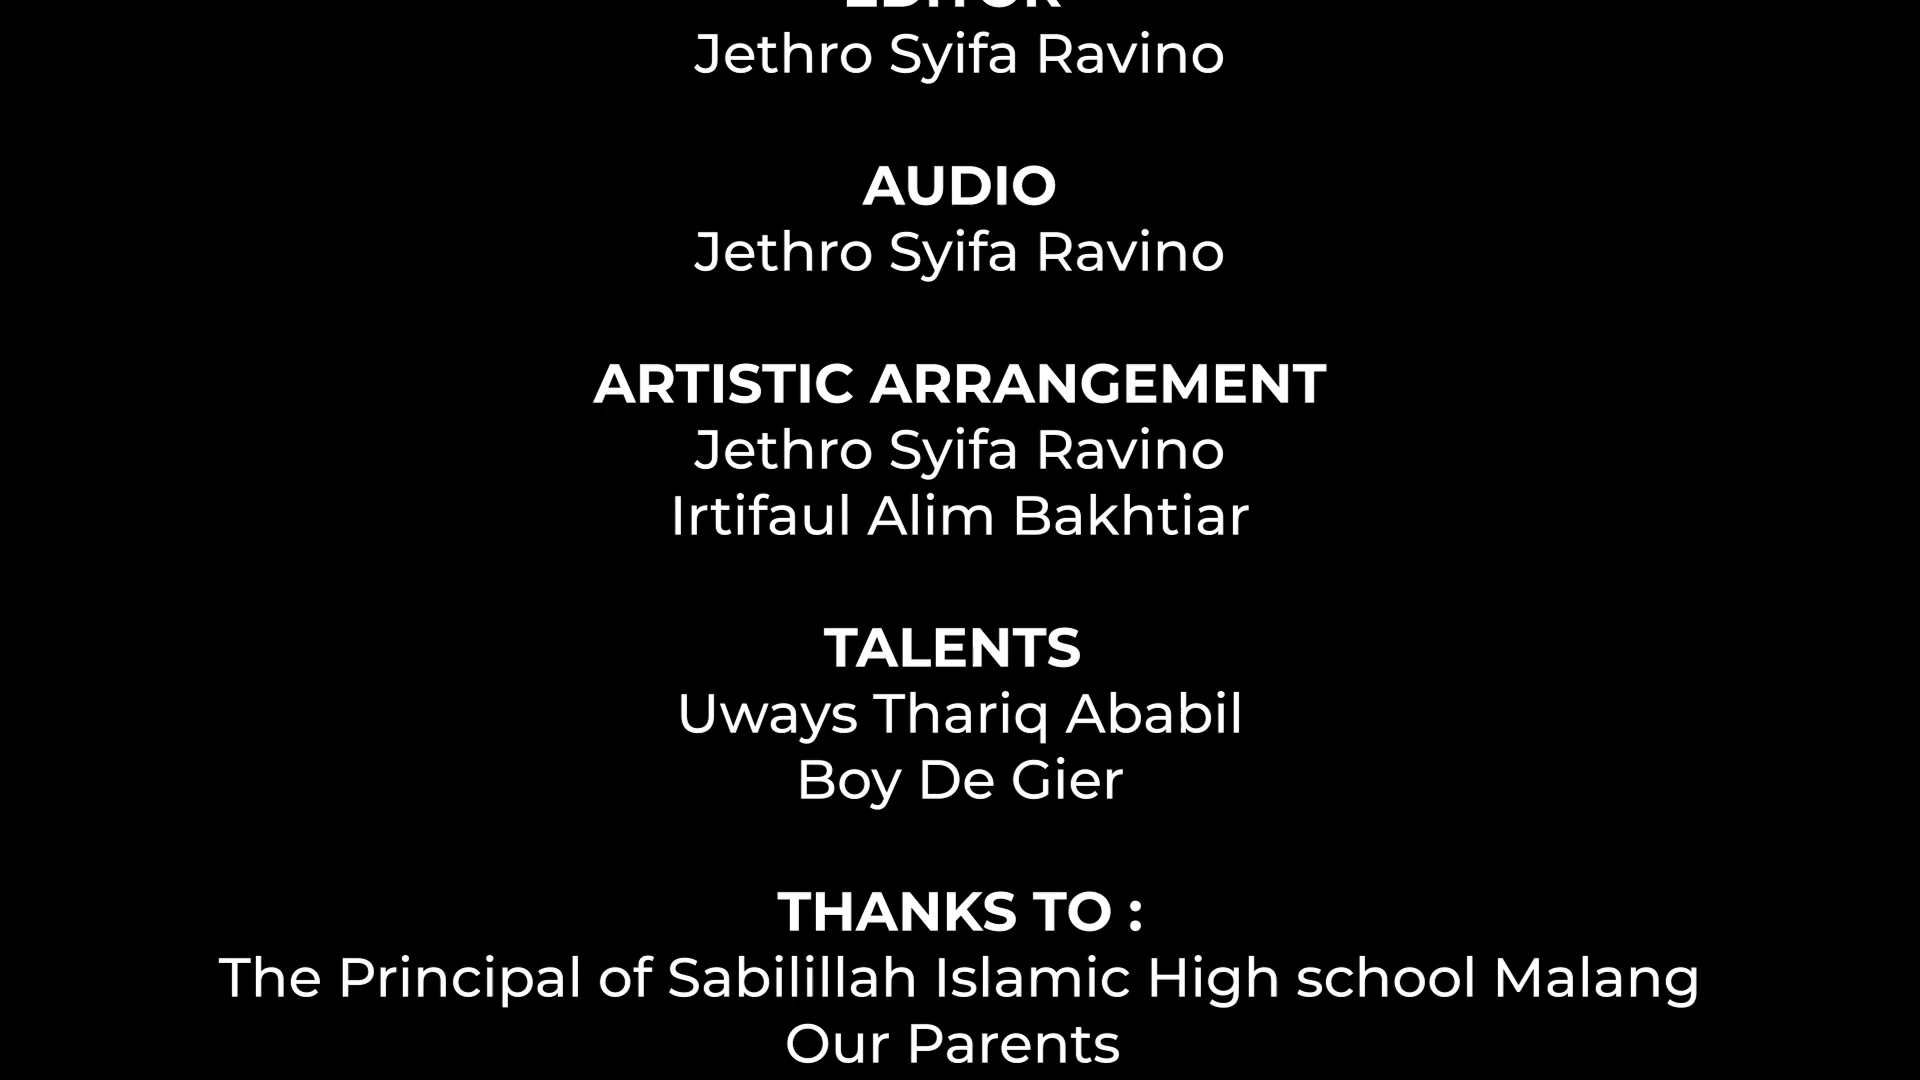 EDITOR
Jethro Syifa Ravino
AUDIO
Jethro Syifa Ravino
ARTISTIC ARRANGEMENT
Jethro Syifa Ravino
Irtifaul Alim Bakhtiar
TALENTS
Uways Thariq Ababil
Boy De Gier
THANKS TO :
The Principal of Sabilillah Islamic High school Malang
Our Parents